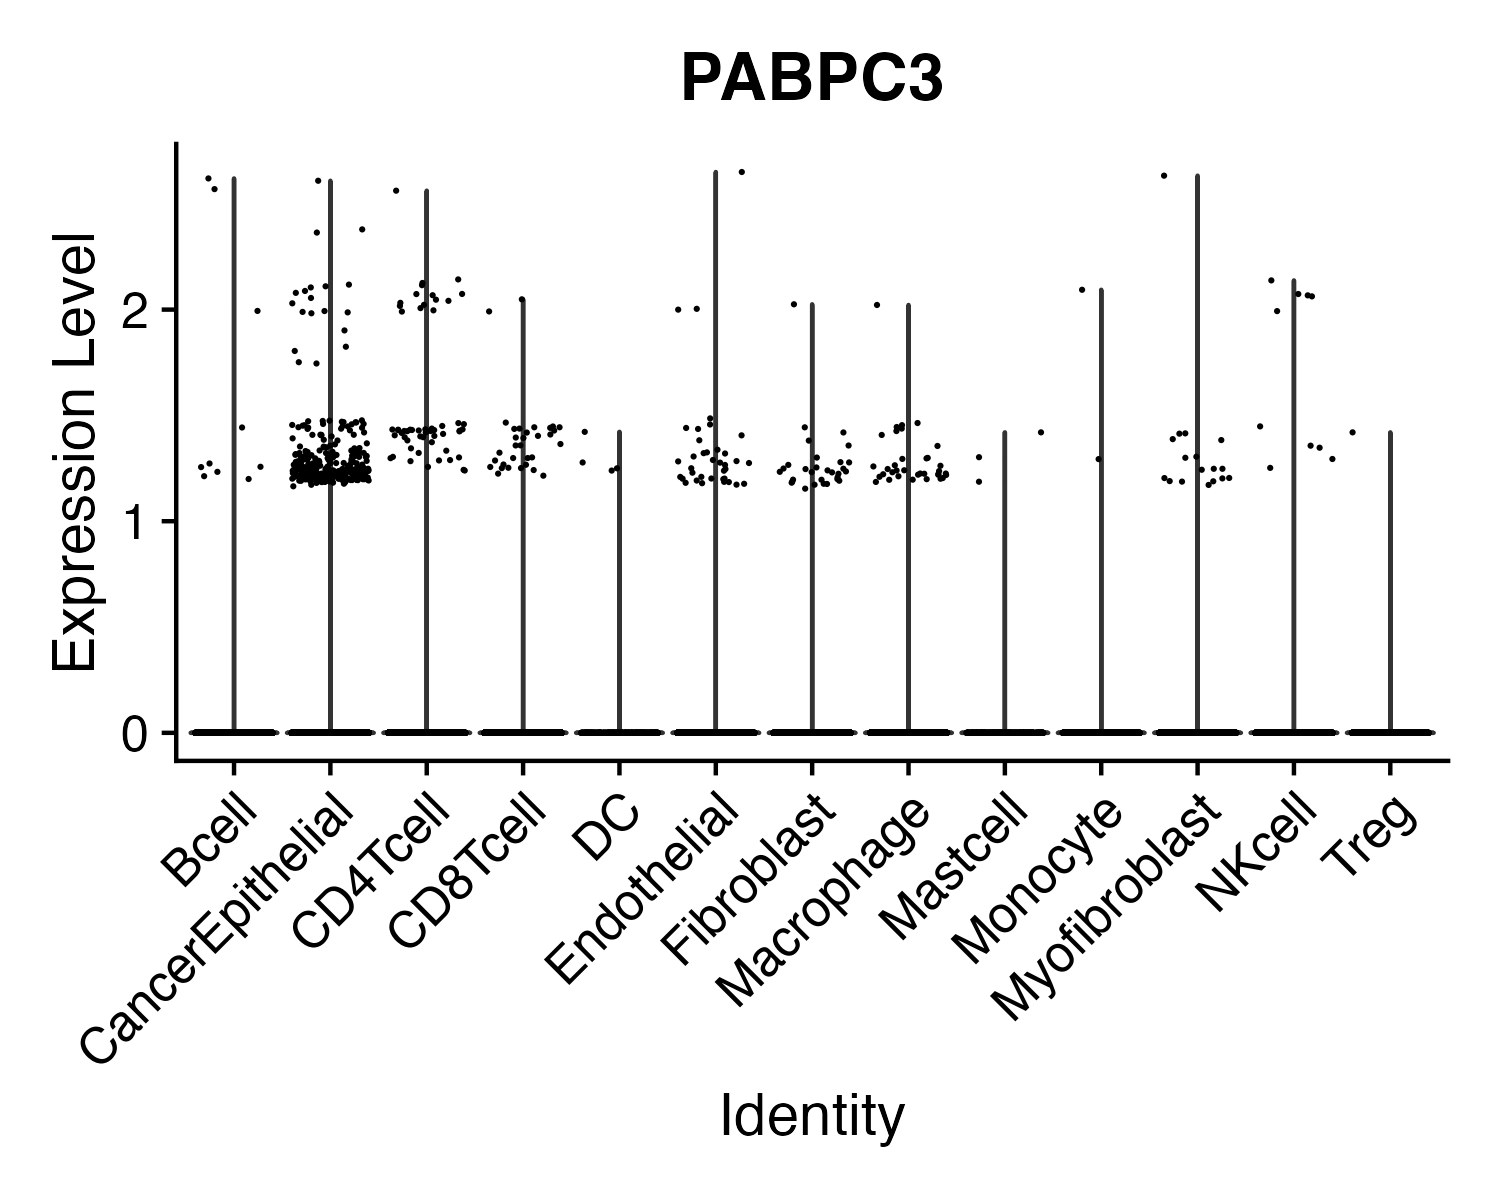 PABPC3
Expression Level
2
1
0
Bcell
CancerEpithelial
CD4Tcell
CD8Tcell
DC
Endothelial
Fibroblast
Macrophage
Mastcell
Monocyte
Myofibroblast
NKcell
Treg
Identity